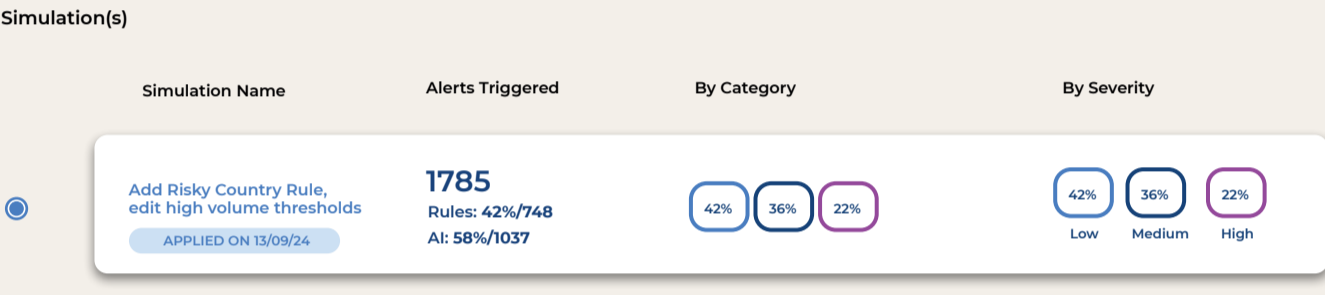 Simulation(s)
Simulation Name
Alerts Triggered
By Category
By Severity
Add Risky Country Rule,
edit high volume thresholds
APPLIED ON 13/09/24
1785
Rules: 42%/748
AI: 58%/1037
42%
36%
22%
42%
36%
22%
Low
Medium
High